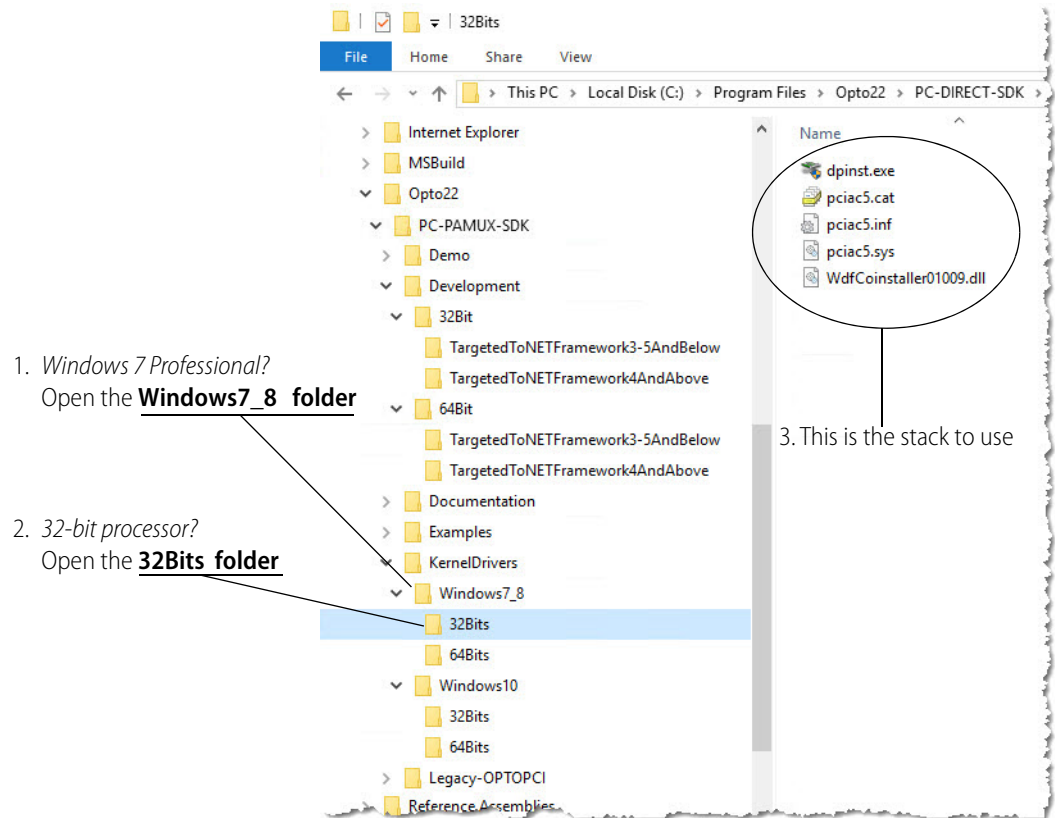 32Bits
File Home Share View
This PC > Local Disk (C:) > Program Files > Opto22 > PC-DIRECT-SDK >
Internet Explorer
MSBuild
Opto22
PC-PAMUX-SDK
Demo
Development
32Bit
TargetedToNETFramework3-5AndBelow
TargetedToNETFramework4AndAbove
64Bit
TargetedToNETFramework3-5AndBelow
TargetedToNETFramework4AndAbove
Documentation
Examples
KernelDrivers
Windows7_8
32Bits
64Bits
Windows10
32Bits
64Bits
Legacy-OPTOPCI
Reference Assemblies
Name
dpinst.exe
pciac5.cat
pciac5.inf
pciac5.sys
WdfCoinstaller01009.dll
1. Windows 7 Professional?
Open the Windows7_8 folder
2. 32-bit processor?
Open the 32Bits folder
3. This is the stack to use